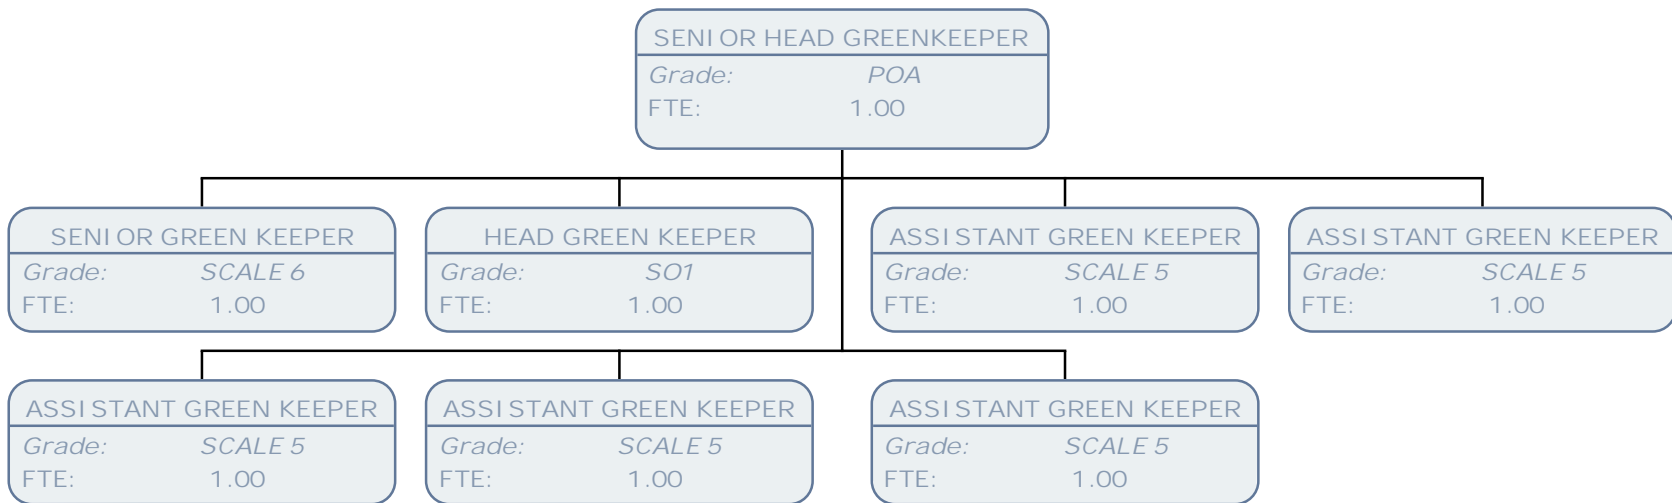 SENIOR HEAD GREENKEEPER
Grade: POA
FTE: 1.00
SENIOR GREEN KEEPER
Grade: SCALE 6
FTE: 1.00
HEAD GREEN KEEPER
Grade: SO1
FTE: 1.00
ASSISTANT GREEN KEEPER
Grade: SCALE 5
FTE: 1.00
ASSISTANT GREEN KEEPER
Grade: SCALE 5
FTE: 1.00
ASSISTANT GREEN KEEPER
Grade: SCALE 5
FTE: 1.00
ASSISTANT GREEN KEEPER
Grade: SCALE 5
FTE: 1.00
ASSISTANT GREEN KEEPER
Grade: SCALE 5
FTE: 1.00